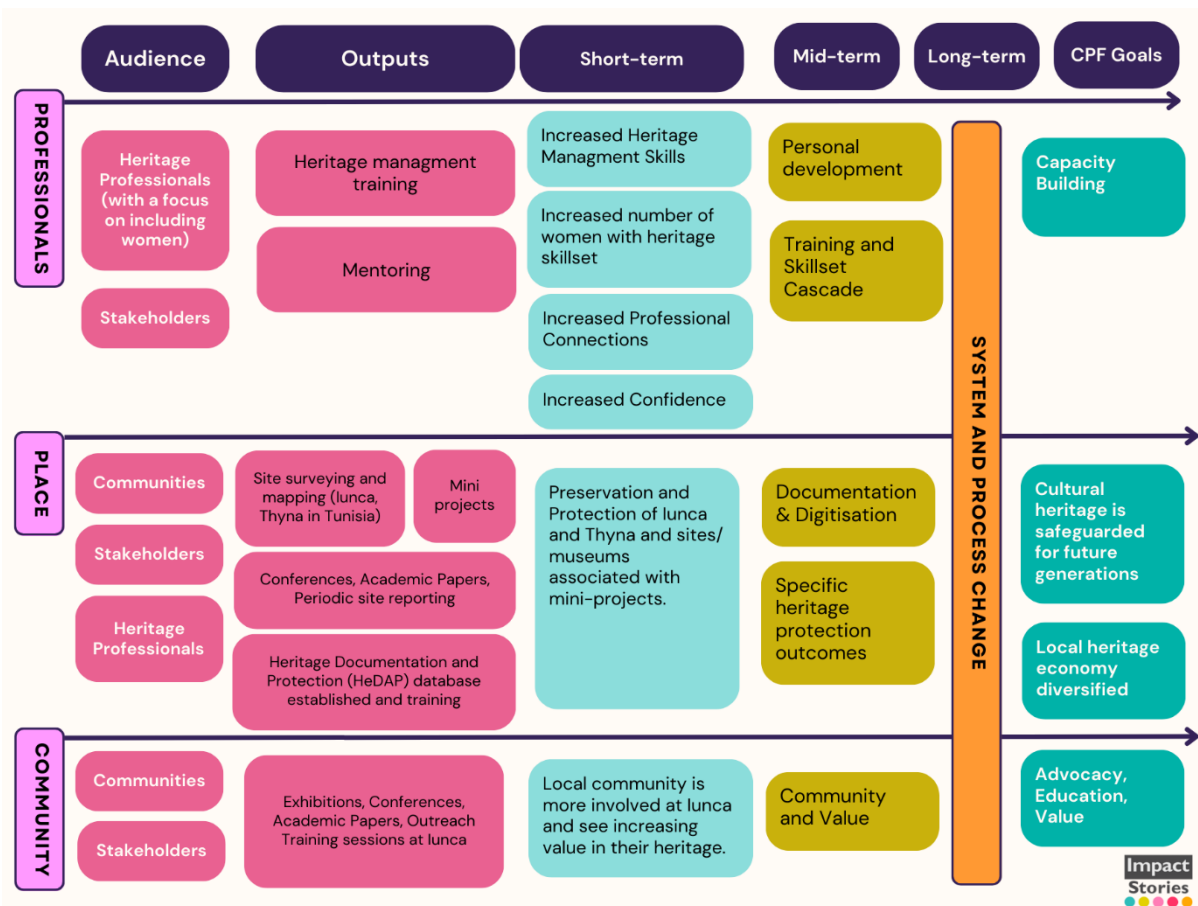 Audience
Outputs
Short-term
Mid-term
Long-term
CPF Goals
PROFESSIONALS
Heritage
Professionals
(with a focus
on including
women)
Stakeholders
Heritage managment
training
Mentoring
Increased Heritage
Managment Skills
Increased number of
women with heritage
skillset
Increased Professional
Connections
Increased Confidence
Personal
development
Training and
Skillset
Cascade
SYSTEM AND PROCESS CHANGE
Capacity
Building
PLACE
Communities
Stakeholders
Heritage
Professionals
Site surveying and
mapping (Iunca,
Thyna in Tunisia)
Mini
projects
Conferences, Academic Papers,
Periodic site reporting
Heritage Documentation and
Protection (HeDAP) database
established and training
Preservation and
Protection of Iunca
and Thyna and sites/
museums
associated with
mini-projects.
Documentation
& Digitisation
Specific
heritage
protection
outcomes
Cultural
heritage is
safeguarded
for future
generations
Local heritage
economy
diversified
COMMUNITY
Communities
Stakeholders
Exhibitions, Conferences,
Academic Papers, Outreach
Training sessions at Iunca
Local community is
more involved at Iunca
and see increasing
value in their heritage.
Community
and Value
Advocacy,
Education,
Value
Impact
Stories